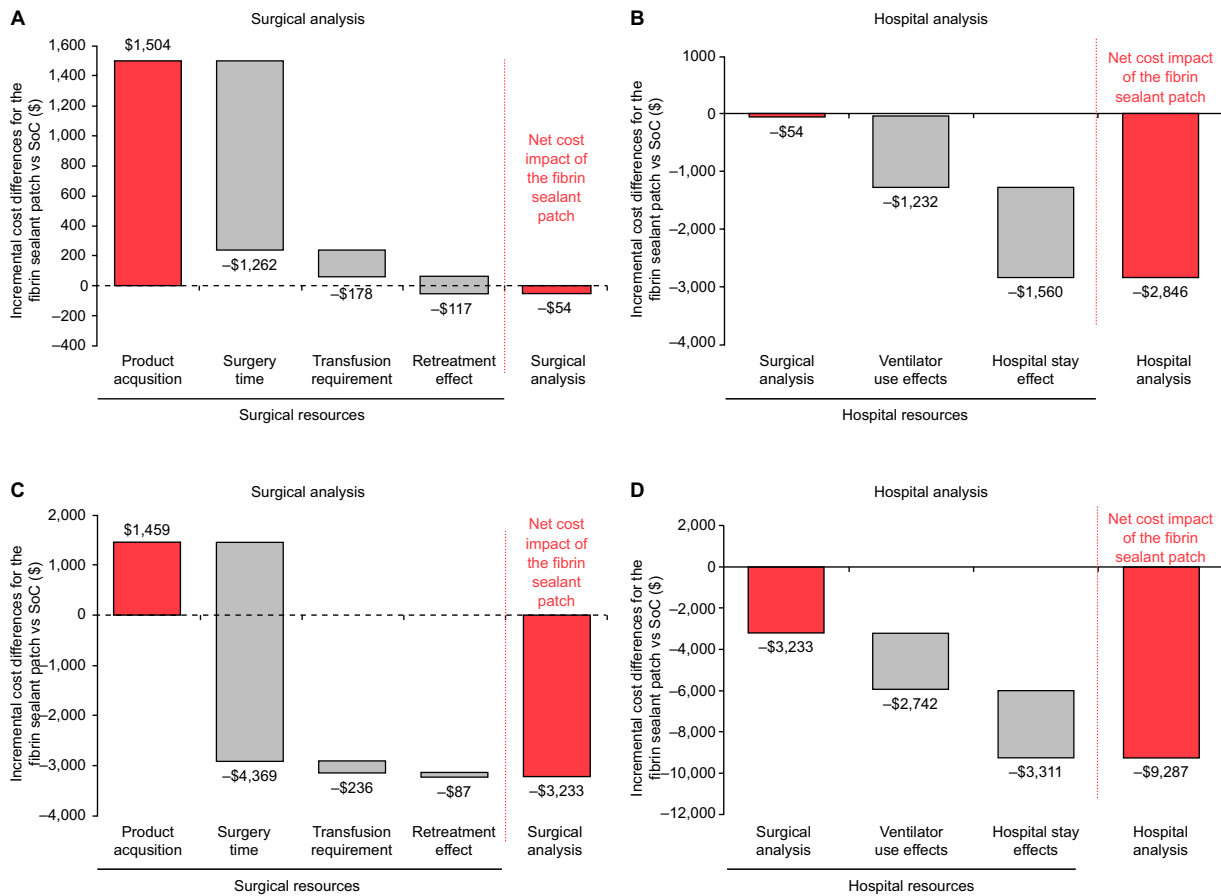 A
Surgical analysis
Incremental cost differences for the
fibrin sealant patch vs SoC ($)
1,600
1,400
1,200
1,000
800
600
400
200
0
–200
–400
$1,504
–$1,262
–$178
–$117
–$54
Net cost
impact of
the fibrin
sealant
patch
Product
acqusition
Surgery
time
Transfusion
requirement
Retreatment
effect
Surgical
analysis
Surgical resources
B
Hospital analysis
Incremental cost differences for the
fibrin sealant patch vs SoC ($)
1000
0
–1,000
–2,000
–3,000
–4,000
–$54
–$1,232
–$1,560
–$2,846
Net cost impact
of the fibrin
sealant patch
Surgical
analysis
Ventilator
use effects
Hospital stay
effect
Hospital
analysis
Hospital resources
C
Surgical analysis
Incremental cost differences for the
fibrin sealant patch vs SoC ($)
2,000
1,000
0
–1,000
–2,000
–3,000
–4,000
$1,459
–$4,369
–$236
–$87
–$3,233
Net cost
impact of
the fibrin
sealant
patch
Product
acqusition
Surgery
time
Transfusion
requirement
Retreatment
effect
Surgical
analysis
Surgical resources
D
Hospital analysis
Incremental cost differences for the
fibrin sealant patch vs SoC ($)
2,000
0
–2,000
–4,000
–6,000
–8,000
–10,000
–12,000
–$3,233
–$2,742
–$3,311
–$9,287
Net cost impact
of the fibrin
sealant patch
Surgical
analysis
Ventilator
use effects
Hospital stay
effects
Hospital
analysis
Hospital resources